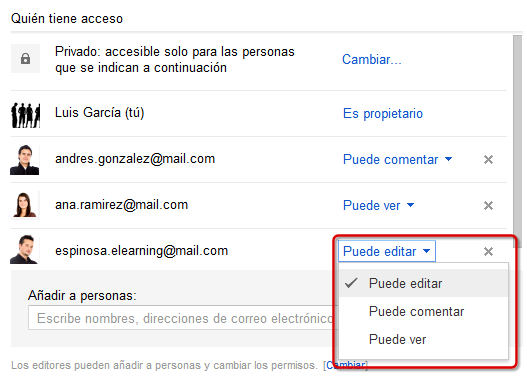 Quién tiene acceso
Privado: accesible solo para las personas
que se indican a continuación
Cambiar...
Luis García (tú)
Es propietario
andres.gonzalez@mail.com
Puede comentar
ana.ramirez@mail.com
Puede ver
espinosa.elearning@mail.com
Puede editar
Puede editar
Puede comentar
Puede ver
Añadir a personas:
Escribe nombres, direcciones de correo electrónico
Los editores pueden añadir a personas y cambiar los permisos. [Cambiar]